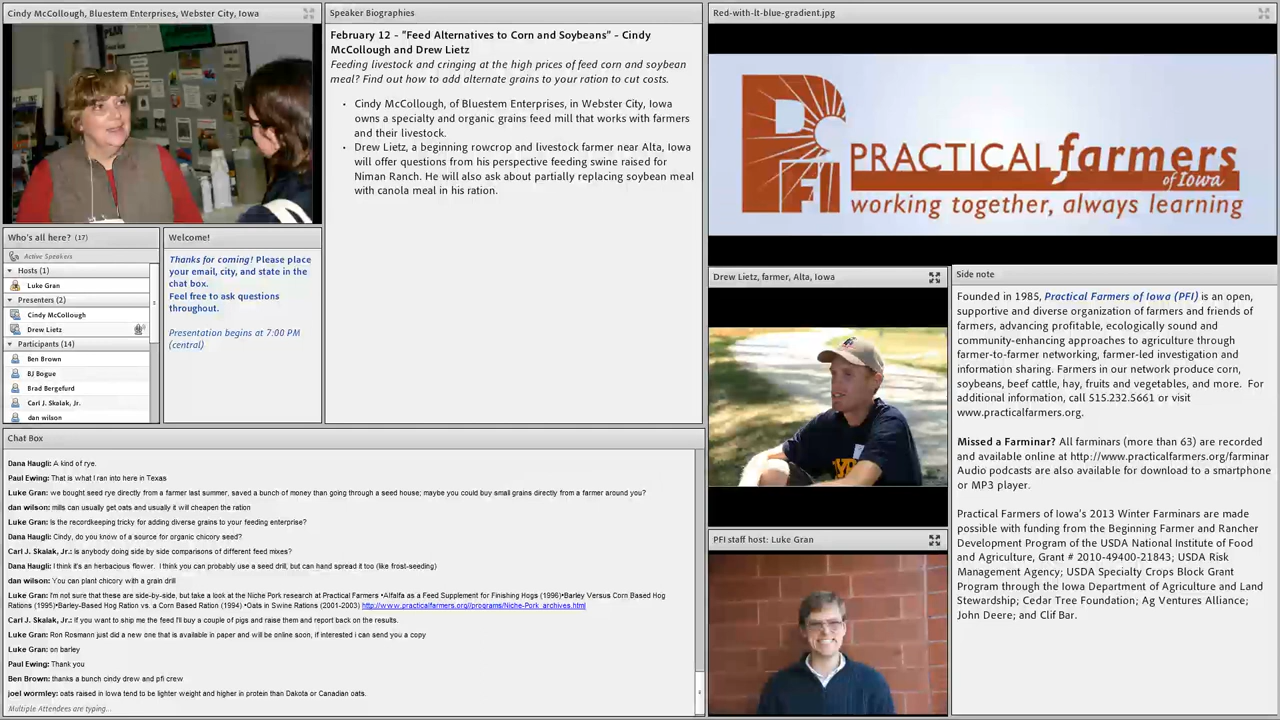 Cindy McCollough, Bluestem Enterprises, Webster City, Iowa
Speaker Biographies
February 12 - "Feed Alternatives to Corn and Soybeans" - Cindy
McCollough and Drew Lietz
Feeding livestock and cringing at the high prices of feed corn and soybean
meal? Find out how to add alternate grains to your ration to cut costs.
• Cindy McCollough, of Bluestem Enterprises, in Webster City, Iowa
owns a specialty and organic grains feed mill that works with farmers
and their livestock.
• Drew Lietz, a beginning rowcrop and livestock farmer near Alta, Iowa
will offer questions from his perspective feeding swine raised for
Niman Ranch. He will also ask about partially replacing soybean meal
with canola meal in his ration.
Red-with-lt-blue-gradient.jpg
PFI PRACTICAL farmers
of Iowa
working together, always learning
Who's all here? (17)
Active Speakers
Hosts (1)
Luke Gran
Presenters (2)
Cindy McCollough
Drew Lietz
Participants (14)
Ben Brown
BJ Bogue
Brad Bergefurd
Carl J. Skalak, Jr.
dan wilson
Welcome!
Thanks for coming! Please place
your email, city, and state in the
chat box.
Feel free to ask questions
throughout.
Presentation begins at 7:00 PM
(central)
Drew Lietz, farmer, Alta, Iowa
Side note
Founded in 1985, Practical Farmers of Iowa (PFI) is an open,
supportive and diverse organization of farmers and friends of
farmers, advancing profitable, ecologically sound and
community-enhancing approaches to agriculture through
farmer-to-farmer networking, farmer-led investigation and
information sharing. Farmers in our network produce corn,
soybeans, beef cattle, hay, fruits and vegetables, and more. For
additional information, call 515.232.5661 or visit
www.practicalfarmers.org.
Missed a Farminar? All farminars (more than 63) are recorded
and available online at http://www.practicalfarmers.org/farminar
Audio podcasts are also available for download to a smartphone
or MP3 player.
Practical Farmers of Iowa's 2013 Winter Farminars are made
possible with funding from the Beginning Farmer and Rancher
Development Program of the USDA National Institute of Food
and Agriculture, Grant # 2010-49400-21843; USDA Risk
Management Agency; USDA Specialty Crops Block Grant
Program through the Iowa Department of Agriculture and Land
Stewardship; Cedar Tree Foundation; Ag Ventures Alliance;
John Deere; and Clif Bar.
Chat Box
Dana Haugli: A kind of rye.
Paul Ewing: That is what I ran into here in Texas
Luke Gran: we bought seed rye directly from a farmer last summer, saved a bunch of money than going through a seed house; maybe you could buy small grains directly from a farmer around you?
dan wilson: mills can usually get oats and usually it will cheapen the ration
Luke Gran: Is the recordkeeping tricky for adding diverse grains to your feeding enterprise?
Dana Haugli: Cindy, do you know of a source for organic chicory seed?
Carl J. Skalak, Jr.: is anybody doing side by side comparisons of different feed mixes?
Dana Haugli: I think it's an herbacious flower. I think you can probably use a seed drill, but can hand spread it too (like frost-seeding)
dan wilson: You can plant chicory with a grain drill
Luke Gran: I'm not sure that these are side-by-side, but take a look at the Niche Pork research at Practical Farmers •Alfalfa as a Feed Supplement for Finishing Hogs (1996)•Barley Versus Corn Based Hog
Rations (1995)•Barley-Based Hog Ration vs. a Corn Based Ration (1994) •Oats in Swine Rations (2001-2003) http://www.practicalfarmers.org//programs/Niche-Pork_archives.html
Carl J. Skalak, Jr.: If you want to ship me the feed I'll buy a couple of pigs and raise them and report back on the results.
Luke Gran: Ron Rosmann just did a new one that is available in paper and will be online soon, if interested i can send you a copy
Luke Gran: on barley
Paul Ewing: Thank you
Ben Brown: thanks a bunch cindy drew and pfi crew
joel wormley: oats raised in Iowa tend to be lighter weight and higher in protein than Dakota or Canadian oats.
Multiple Attendees are typing...
PFI staff host: Luke Gran